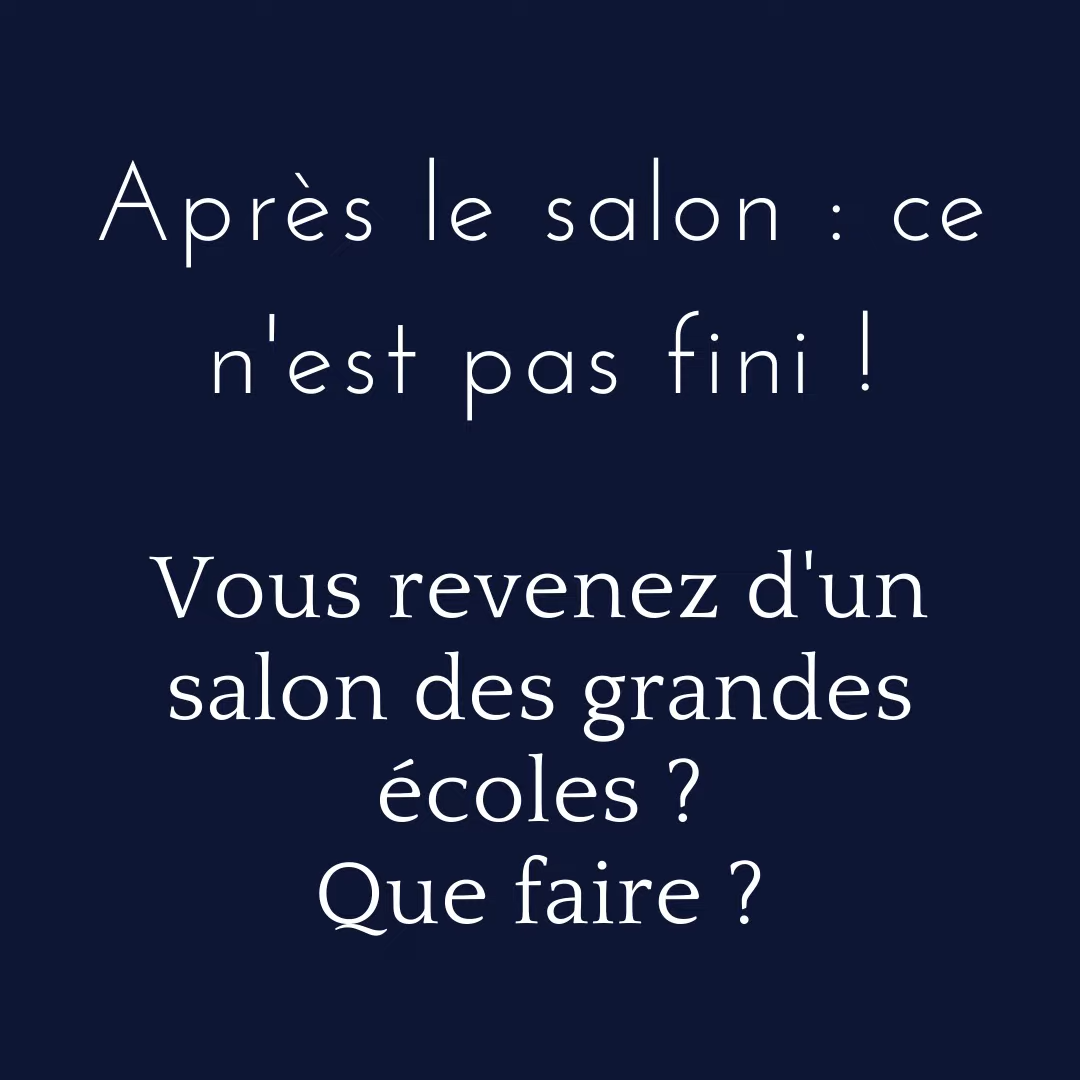 Après le salon : ce
n'est pas fini !
Vous revenez d'un
salon des grandes
écoles ?
Que faire ?